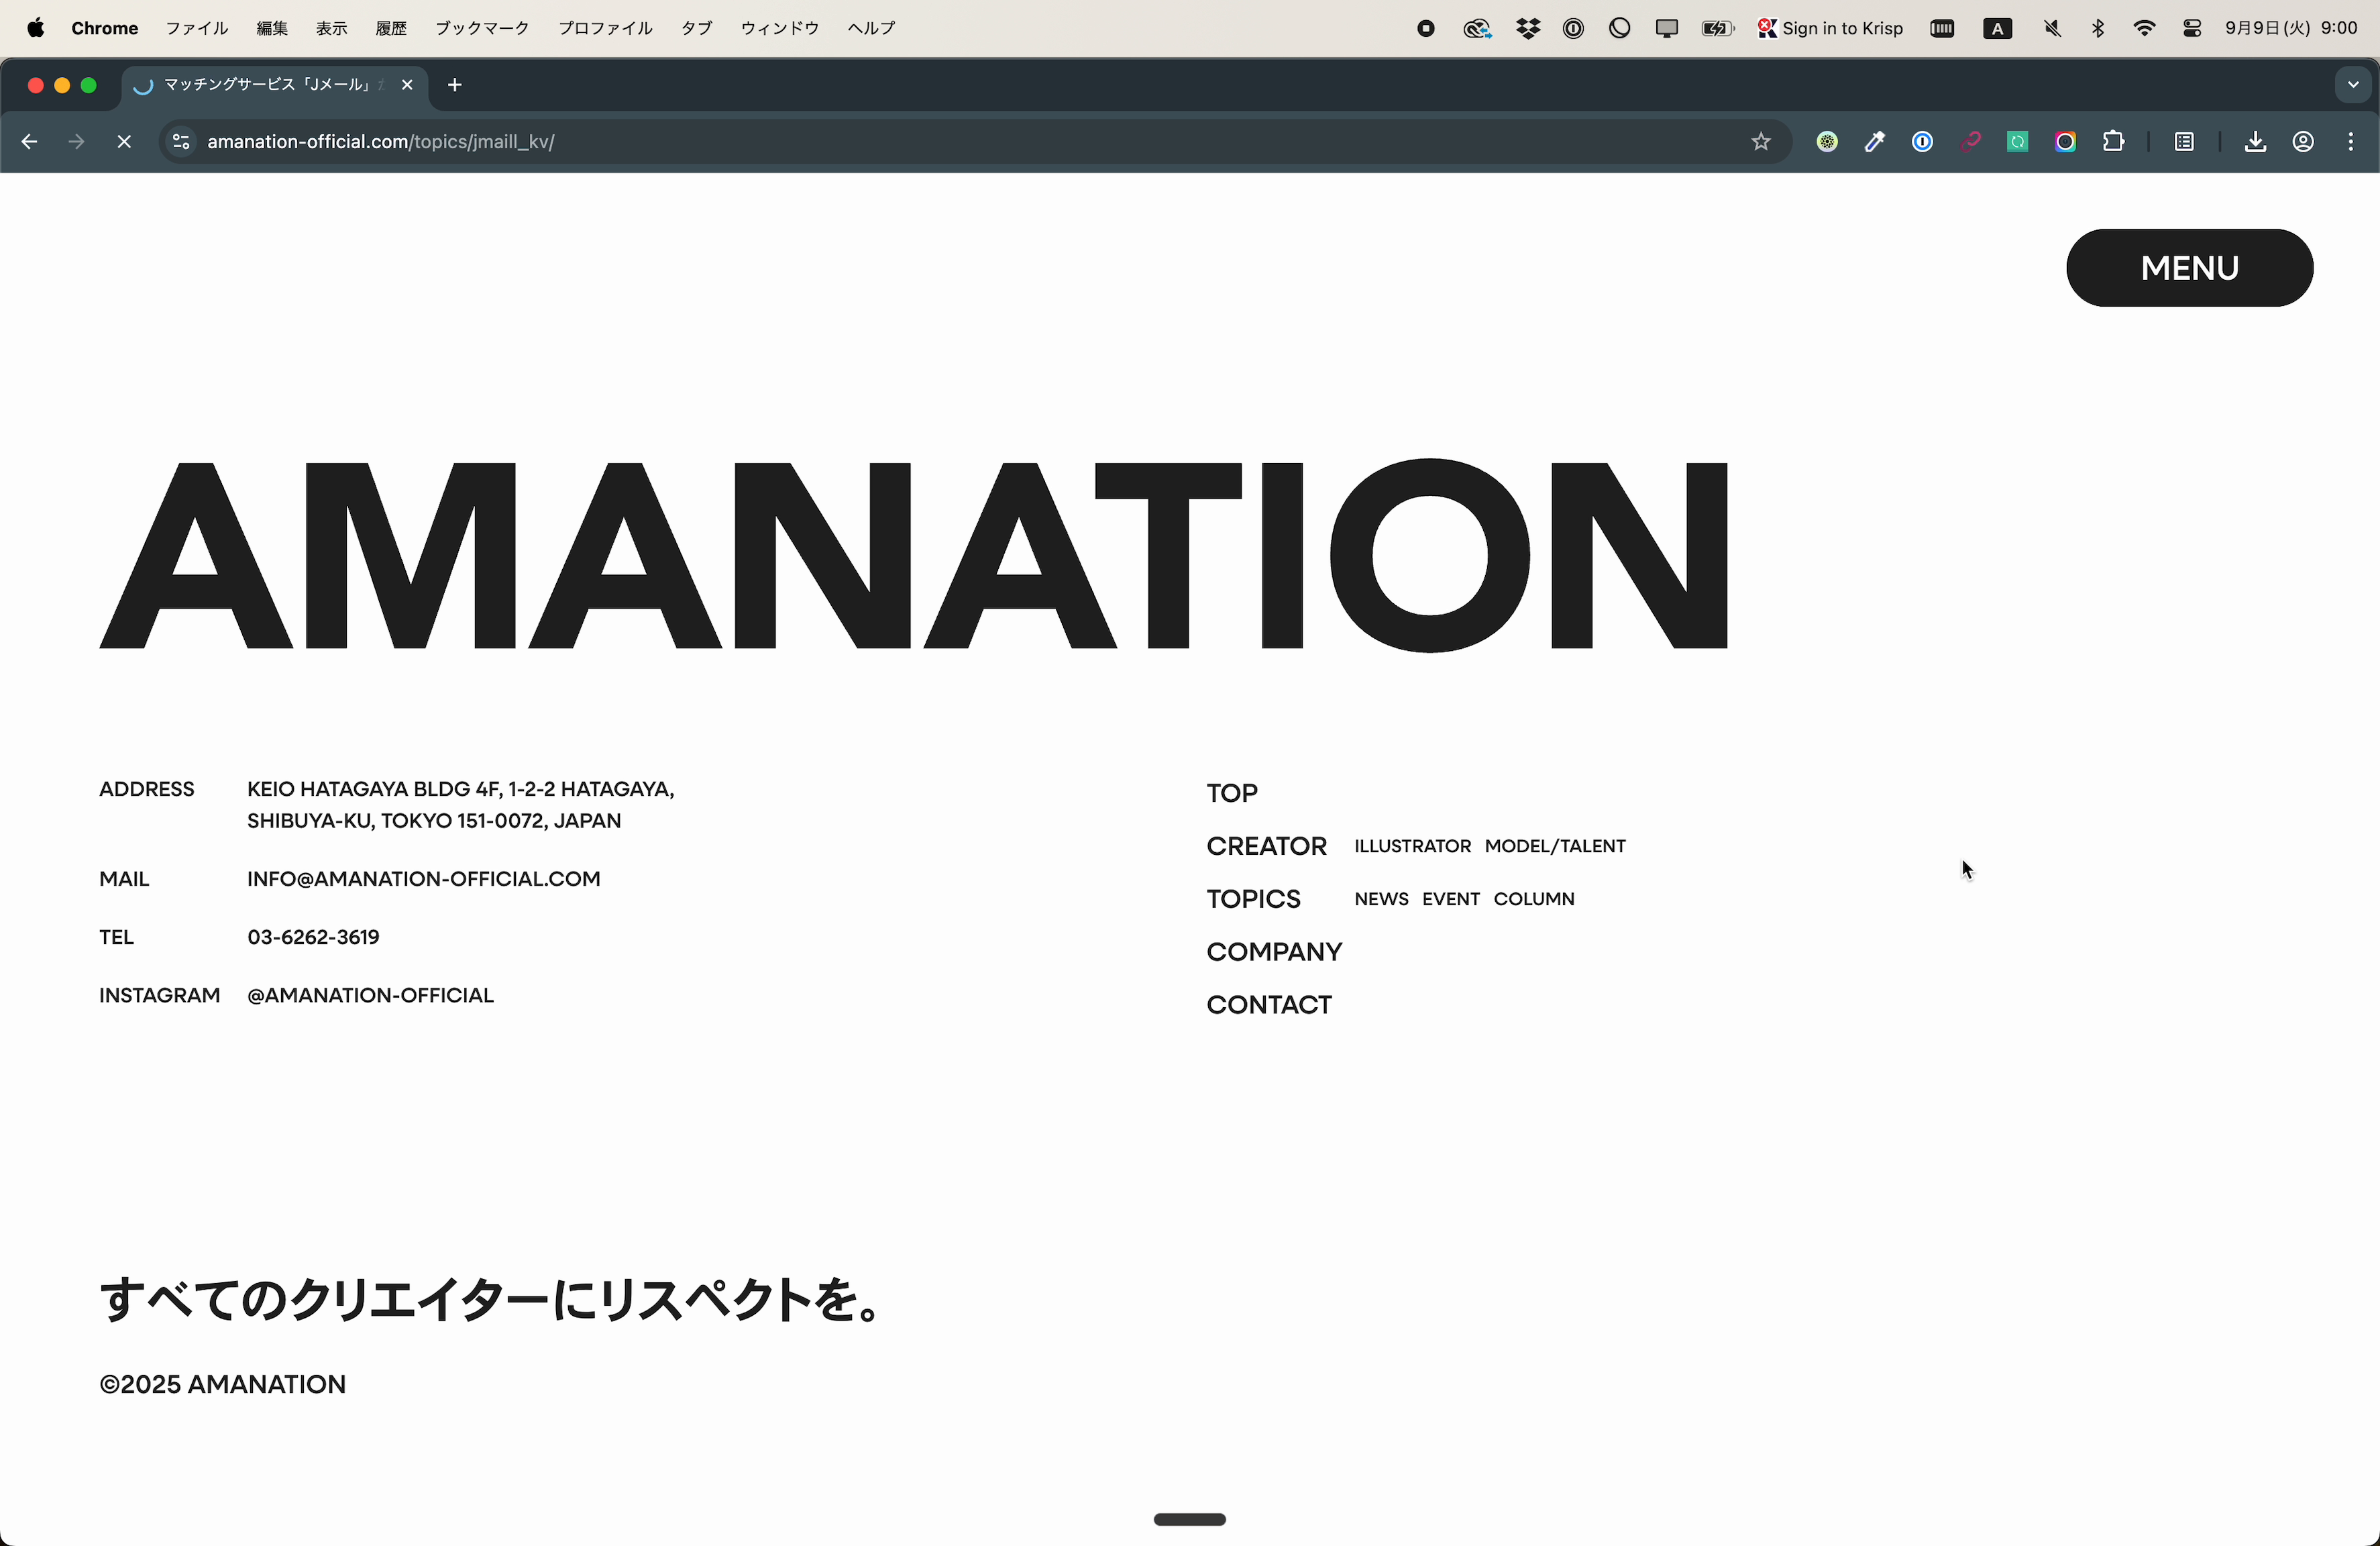 Chrome ファイル 編集 表示 履歴 ブックマーク プロファイル タブ ウィンドウ ヘルプ Sign in to Krisp A 9月9日(火) 9:00
マッチングサービス「Jメール」
amanation-official.com/topics/jmaill_kv/
MENU
AMANATION
ADDRESS KEIO HATAGAYA BLDG 4F, 1-2-2 HATAGAYA,
SHIBUYA-KU, TOKYO 151-0072, JAPAN
MAIL INFO@AMANATION-OFFICIAL.COM
TEL 03-6262-3619
INSTAGRAM @AMANATION-OFFICIAL
TOP
CREATOR ILLUSTRATOR MODEL/TALENT
TOPICS NEWS EVENT COLUMN
COMPANY
CONTACT
すべてのクリエイターにリスペクトを。
©2025 AMANATION